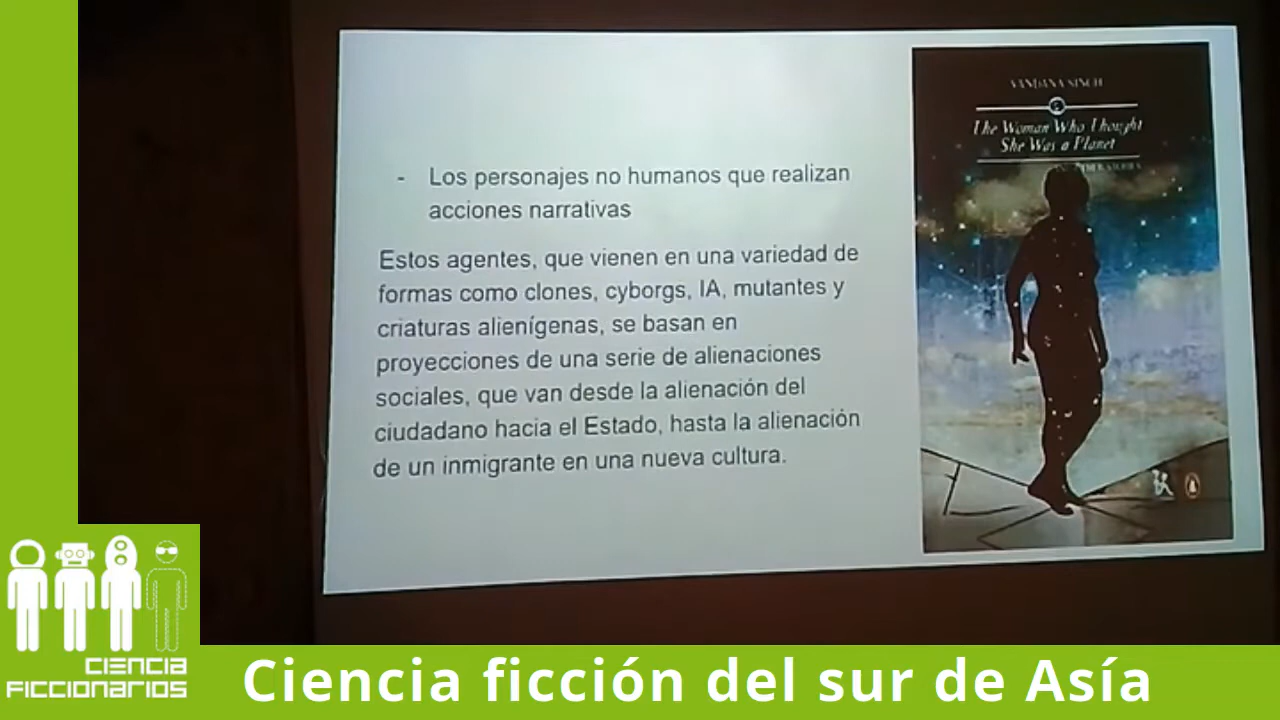 - Los personajes no humanos que realizan
acciones narrativas
Estos agentes, que vienen en una variedad de
formas como clones, cyborgs, IA, mutantes y
criaturas alienígenas, se basan en
proyecciones de una serie de alienaciones
sociales, que van desde la alienación del
ciudadano hacia el Estado, hasta la alienación
de un inmigrante en una nueva cultura.
VANDANA SINGH
The Woman Who Thought
She Was a Planet
CIENCIA
FICCIONARIOS
Ciencia ficción del sur de Asía